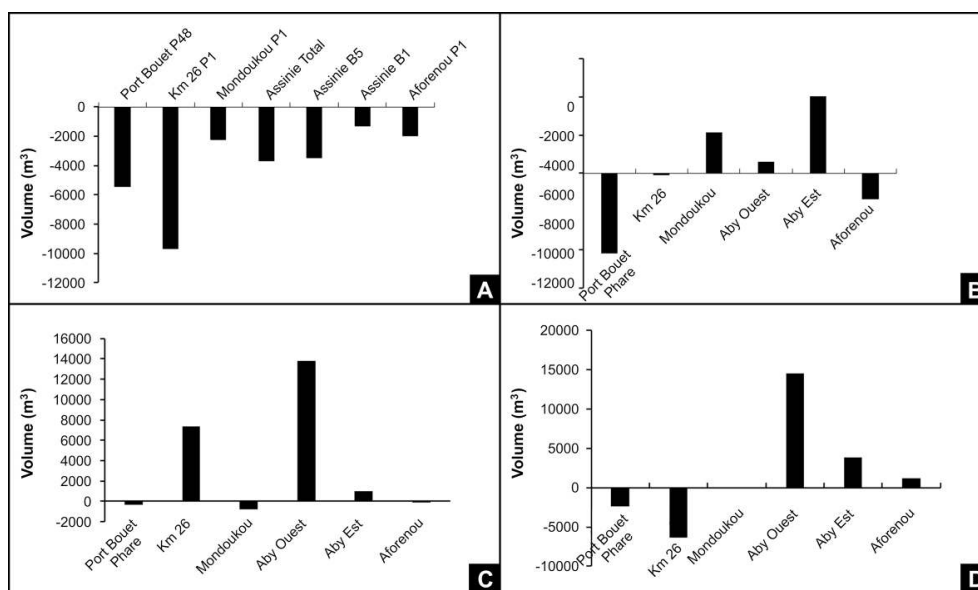 Port Bouet P48
Km 26 P1
Mondoukou P1
Assinie Total
Assinie B5
Assinie B1
Aforenou P1
0
-2000
-4000
-6000
-8000
-10000
-12000
Volume (m³)
A
0
-2000
-4000
-6000
-8000
-10000
-12000
Volume (m³)
Port Bouet
Phare
Km 26
Mondoukou
Aby Ouest
Aby Est
Aforenou
B
16000
14000
12000
10000
8000
6000
4000
2000
0
-2000
Volume (m³)
Port Bouet
Phare
Km 26
Mondoukou
Aby Ouest
Aby Est
Aforenou
C
20000
15000
10000
5000
0
-5000
-10000
Volume (m³)
Port Bouet
Phare
Km 26
Mondoukou
Aby Ouest
Aby Est
Aforenou
D